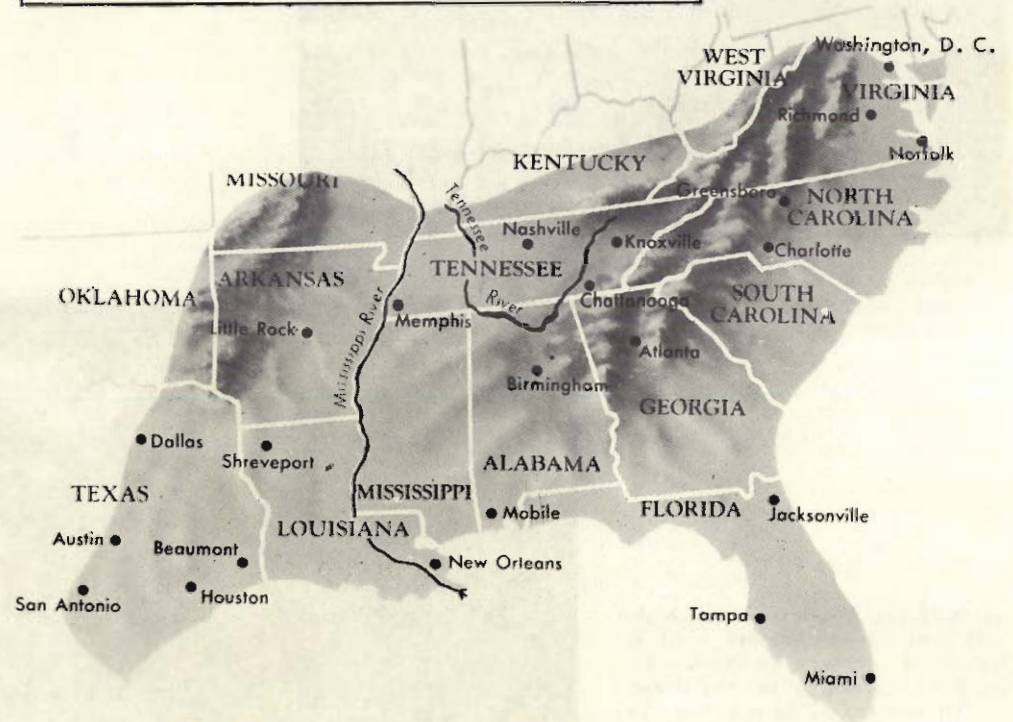 Washington, D. C.
WEST
VIRGINIA
VIRGINIA
Richmond
Norfolk
KENTUCKY
MISSOURI
Tennessee
Greensboro
NORTH
CAROLINA
Nashville
Knoxville
Charlotte
TENNESSEE
ARKANSAS
OKLAHOMA
River
Chattanooga
SOUTH
CAROLINA
Memphis
Little Rock
Mississippi River
Atlanta
Birmingham
GEORGIA
Dallas
Shreveport
ALABAMA
TEXAS
MISSISSIPPI
Mobile
FLORIDA
Jacksonville
LOUISIANA
Austin
Beaumont
New Orleans
Houston
San Antonio
Tampa
Miami